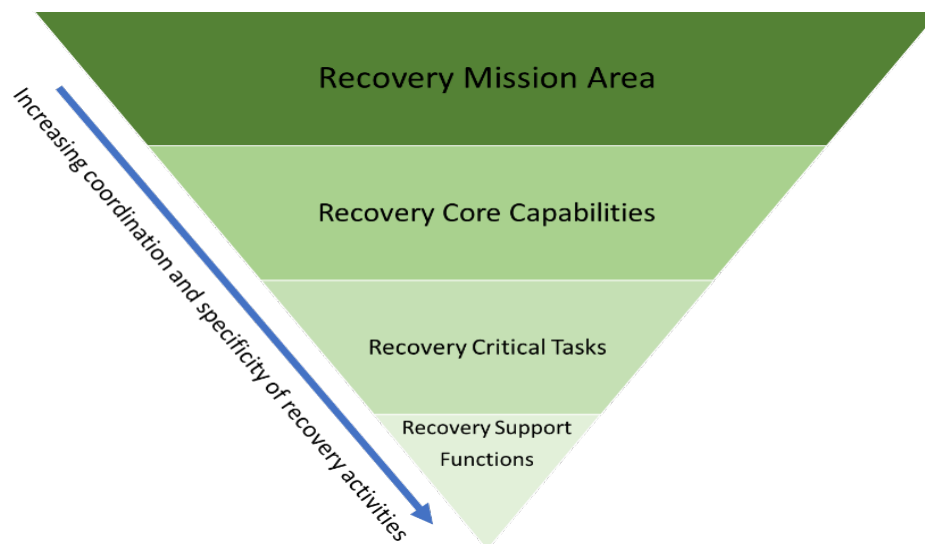 Recovery Mission Area
Recovery Core Capabilities
Recovery Critical Tasks
Recovery Support
Functions
Increasing coordination and specificity of recovery activities